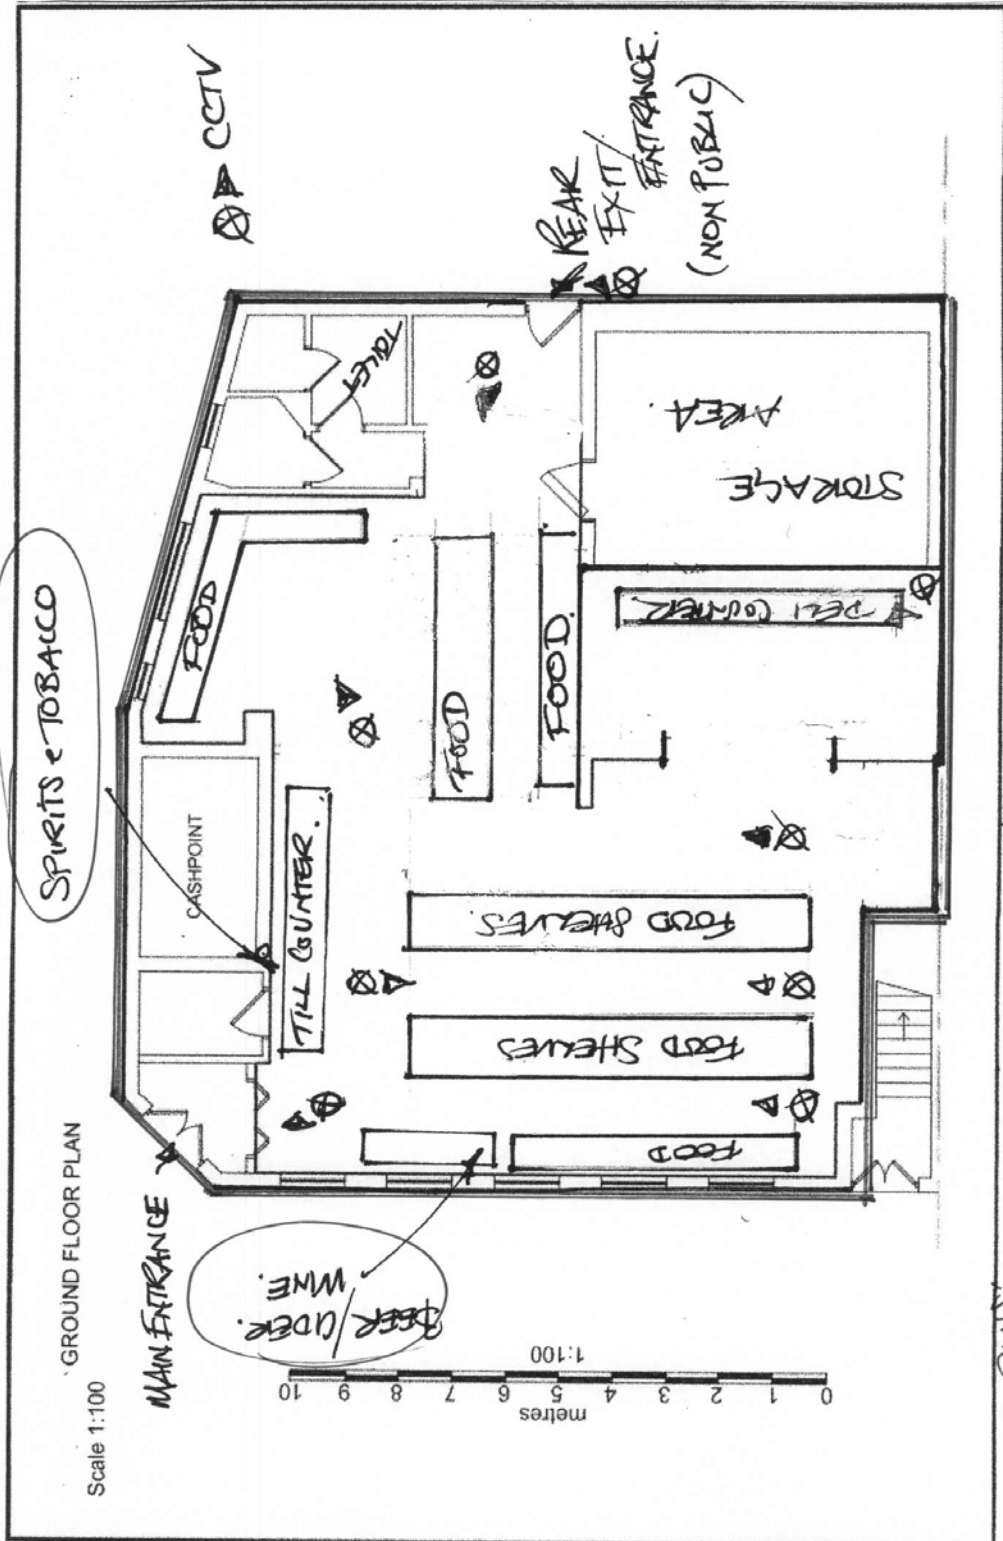 GROUND FLOOR PLAN
Scale 1:100
MAIN ENTRANCE
SPIRITS & TOBACCO
CCTV
REAR
EXIT/
ENTRANCE.
(NON PUBLIC)
TOILET
FOOD
CASHPOINT
TILL COUNTER.
FOOD
FOOD.
STORAGE
AREA.
DELI COUNTER
FOOD SHELVES.
FOOD SHELVES
FOOD
BEER/CIDER.
WINE.
metres
0 1 2 3 4 5 6 7 8 9 10
1:100